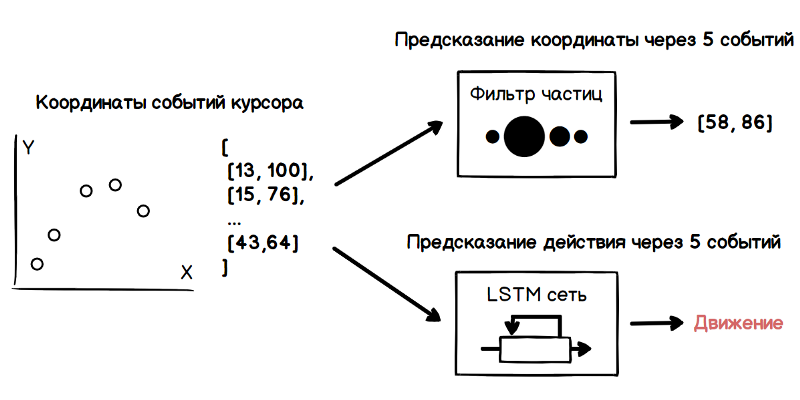 Предсказание координаты через 5 событий
Координаты событий курсора
Фильтр частиц
Y
[
[13, 100],
[15, 76],
...
[43,64]
]
X
[58, 86]
Предсказание действия через 5 событий
LSTM сеть
Движение